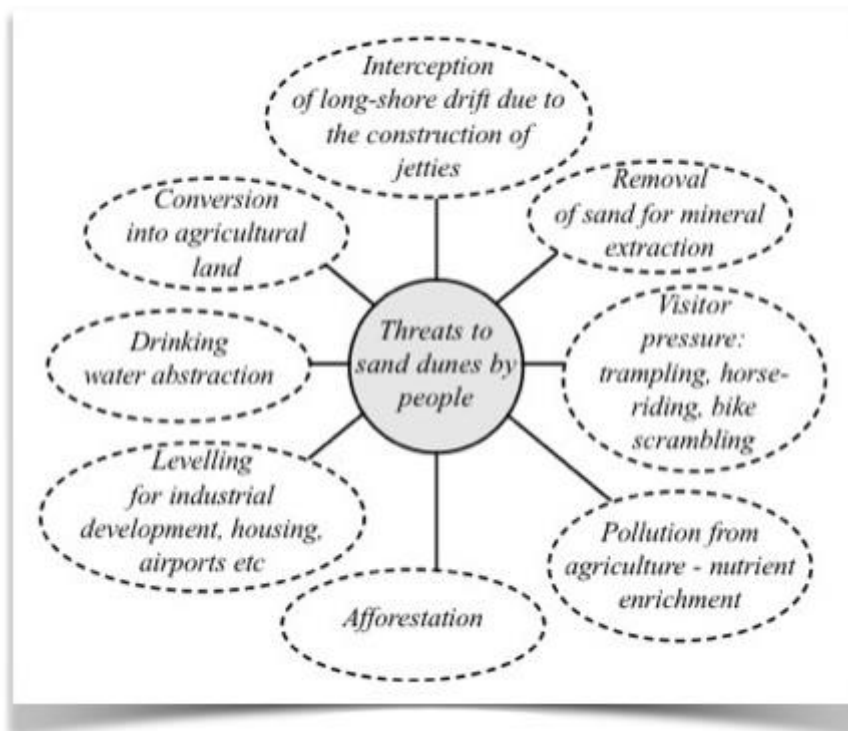 Interception
of long-shore drift due to
the construction of
jetties
Removal
of sand for mineral
extraction
Visitor
pressure:
trampling, horse-
riding, bike
scrambling
Pollution from
agriculture - nutrient
enrichment
Afforestation
Levelling
for industrial
development, housing,
airports etc
Drinking
water abstraction
Conversion
into agricultural
land
Threats to
sand dunes by
people